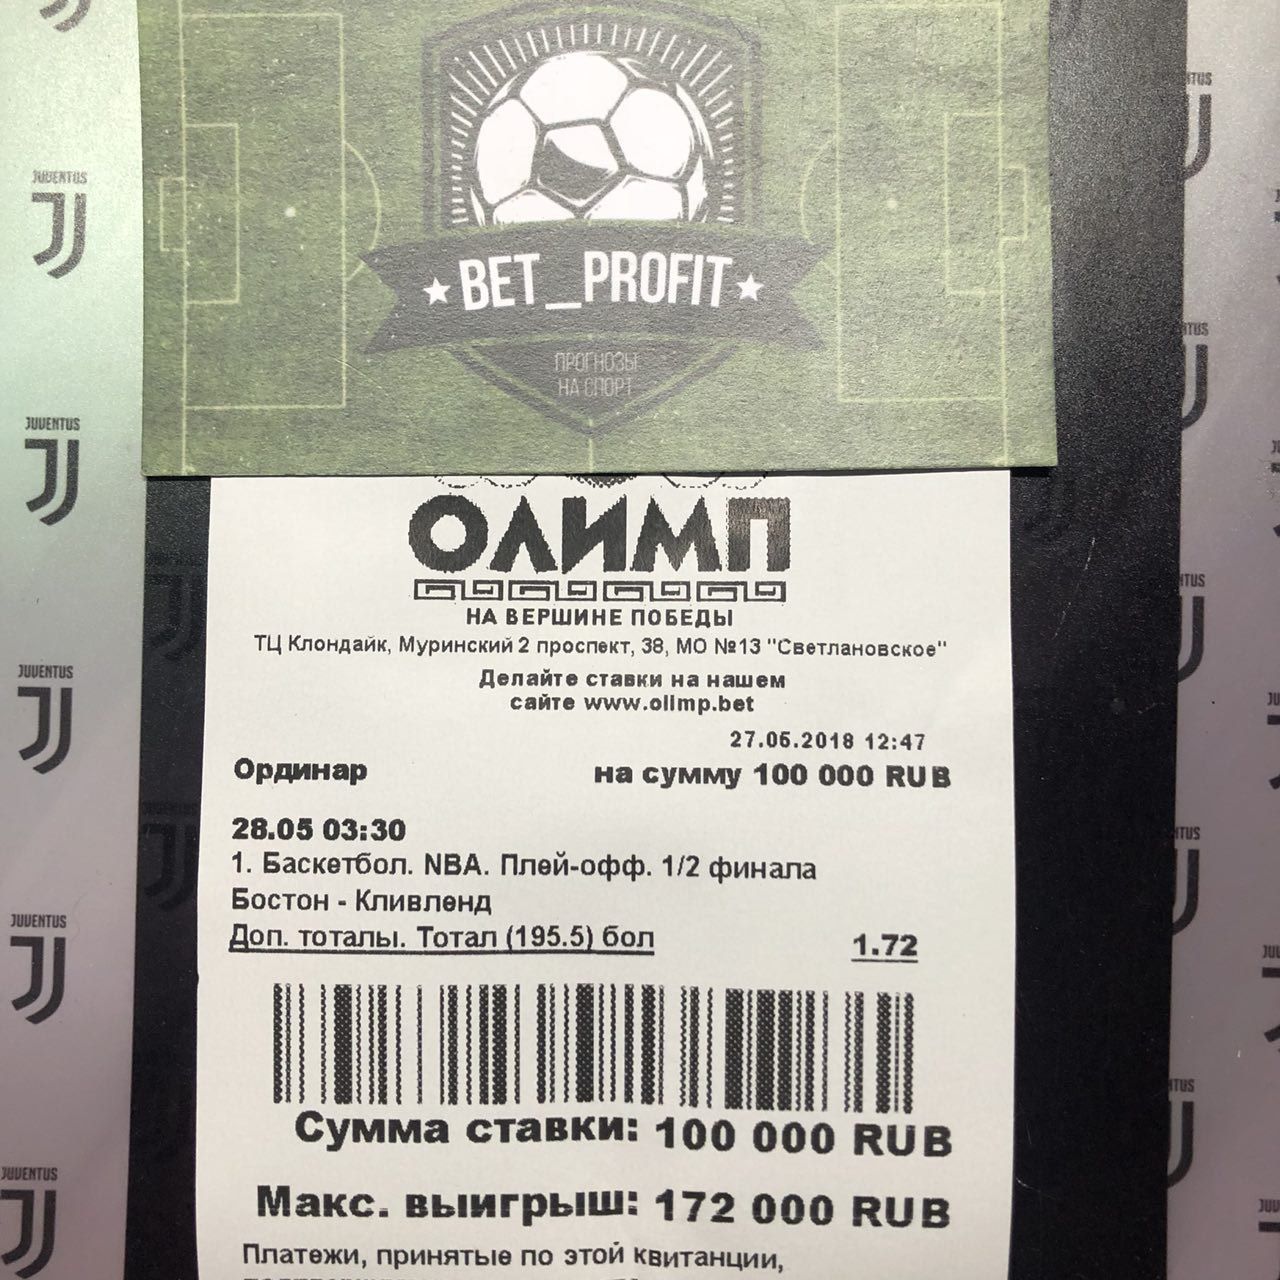 JUVENTUS
JUVENTUS
JUVENTUS
JUVENTUS
JUVENTUS
BET_PROFIT
ПРОГНОЗЫ
НА СПОРТ
ОЛИМП
НА ВЕРШИНЕ ПОБЕДЫ
ТЦ Клондайк, Муринский 2 проспект, 38, МО №13 "Светлановское"
Делайте ставки на нашем
сайте www.olimp.bet
27.05.2018 12:47
Ординар на сумму 100 000 RUB
28.05 03:30
1. Баскетбол. NBA. Плей-офф. 1/2 финала
Бостон - Кливленд
Доп. тоталы. Тотал (195.5) бол 1.72
Сумма ставки: 100 000 RUB
Макс. выигрыш: 172 000 RUB
Платежи, принятые по этой квитанции,